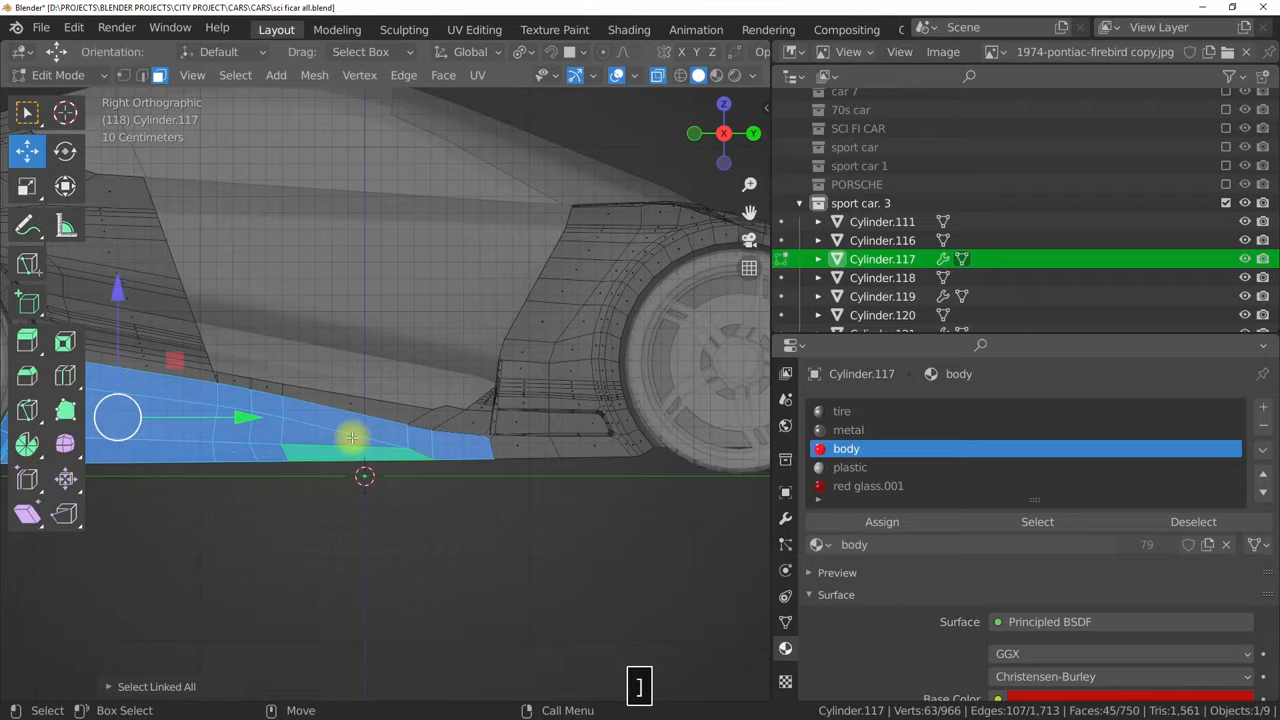 Blender* [D:\PROJECTS\BLENDER PROJECTS\CITY PROJECT\CARS\CARS\sci ficar all.blend]
File Edit Render Window Help Layout Modeling Sculpting UV Editing Texture Paint Shading Animation Rendering Compositing Scene View Layer
Orientation: Default Drag: Select Box Global X Y Z Op View View Image 1974-pontiac-firebird copy.jpg
Edit Mode View Select Add Mesh Vertex Edge Face UV
Right Orthographic
(118) Cylinder.117
10 Centimeters
Z
X
Y
car 7
70s car
SCI FI CAR
sport car
sport car 1
PORSCHE
sport car. 3
Cylinder.111
Cylinder.116
Cylinder.117
Cylinder.118
Cylinder.119
Cylinder.120
Cylinder.117 body
tire
metal
body
plastic
red glass.001
Assign Select Deselect
body 79
Preview
Surface
Surface Principled BSDF
GGX
Christensen-Burley
Base Color
Select Linked All
]
Select Box Select Move Call Menu Cylinder.117 | Verts:63/966 | Edges:107/1,713 | Faces:45/750 | Tris:1,561 | Objects:1/9